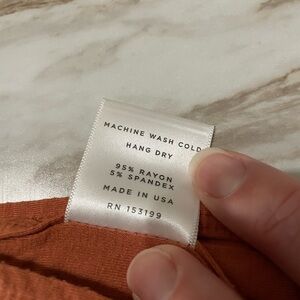 MACHINE WASH COLD
HANG DRY
95% RAYON
5% SPANDEX
MADE IN USA
RN 153199